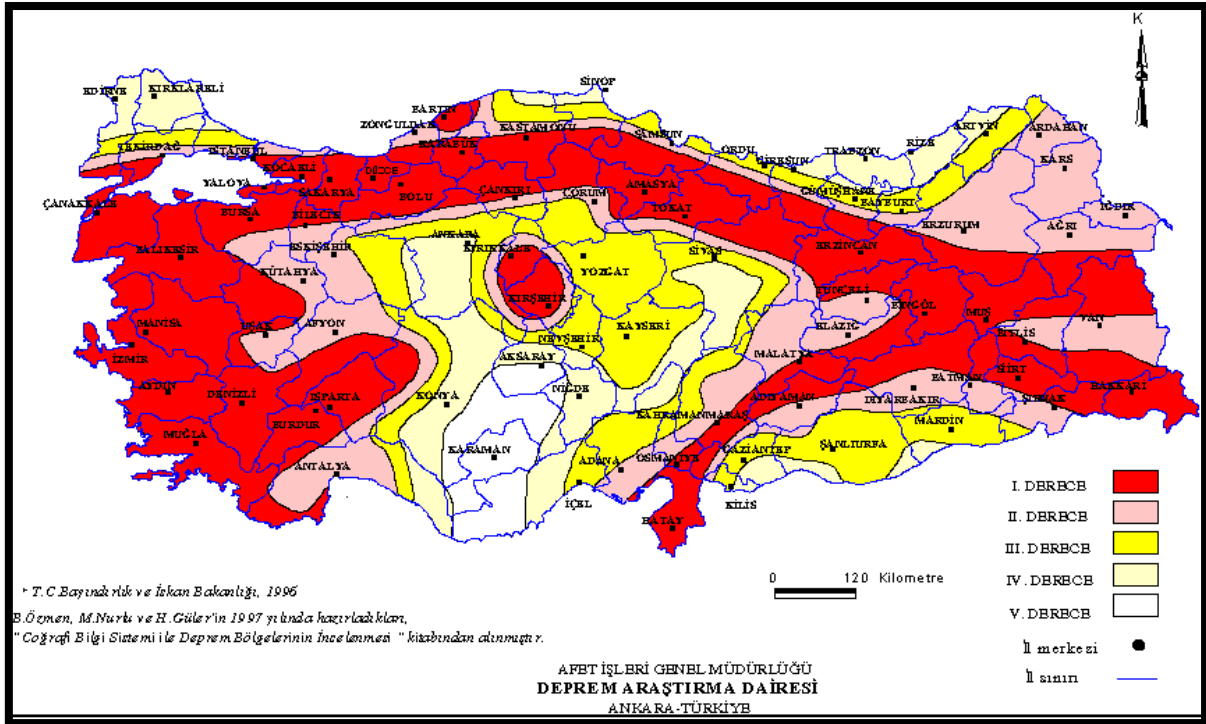 K
SİNOP
EDİRNE
KIRKLARELİ
BARTIN
ZONGULDAK
KASTAMONU
KARABÜK
SAMSUN
ARTVİN
ARDAHAN
TEKİRDAĞ
İSTANBUL
ORDU
GİRESUN
TRABZON
RİZE
KARS
KOCAELİ
DÜZCE
YALOVA
SAKARYA
BOLU
ÇANKIRI
ÇORUM
AMASYA
GÜMÜŞHANE
BAYBURT
ÇANAKKALE
BURSA
BİLECİK
TOKAT
IĞDIR
ERZURUM
AĞRI
ANKARA
BALIKESİR
ESKİŞEHİR
KIRIKKALE
YOZGAT
SİVAS
ERZİNCAN
KÜTAHYA
TUNCELİ
BİNGÖL
KIRŞEHİR
MUŞ
VAN
MANİSA
UŞAK
AFYON
KAYSERİ
ELAZIĞ
BİTLİS
NEVŞEHİR
İZMİR
AKSARAY
MALATYA
SİİRT
BATMAN
AYDIN
DENİZLİ
ISPARTA
KONYA
NİĞDE
ADIYAMAN
DİYARBAKIR
HAKKARİ
ŞIRNAK
BURDUR
KAHRAMANMARAŞ
MARDİN
MUĞLA
KARAMAN
ŞANLIURFA
GAZİANTEP
ANTALYA
ADANA
OSMANİYE
İÇEL
KİLİS
HATAY
I. DERECE
II. DERECE
III. DERECE
IV. DERECE
V. DERECE
İl merkezi
İl sınırı
0 120 Kilometre
* T.C.Bayındırlık ve İskan Bakanlığı, 1996
B.Özmen, M.Nurlu ve H.Güler'in 1997 yılında hazırladıkları,
"Coğrafi Bilgi Sistemi ile Deprem Bölgelerinin İncelenmesi " kitabından alınmıştır.
AFET İŞLERİ GENEL MÜDÜRLÜĞÜ
DEPREM ARAŞTIRMA DAİRESİ
ANKARA-TÜRKİYE